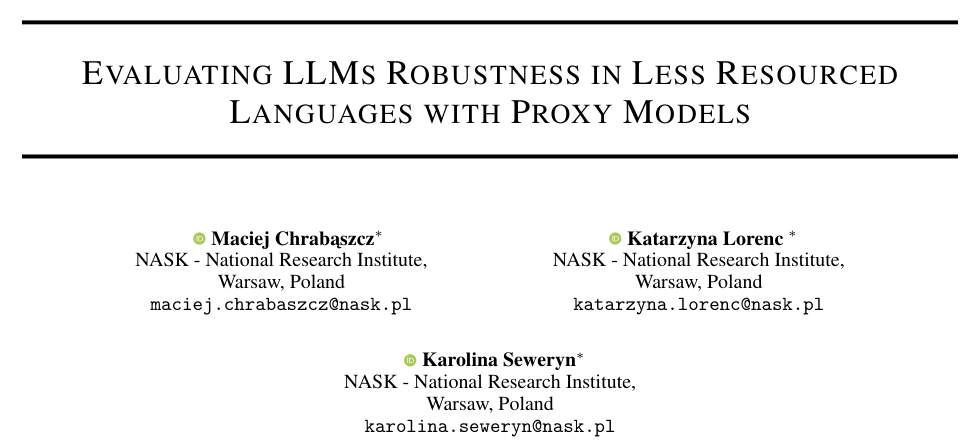 EVALUATING LLMS ROBUSTNESS IN LESS RESOURCED
LANGUAGES WITH PROXY MODELS
Maciej Chrabąszcz*
NASK - National Research Institute,
Warsaw, Poland
maciej.chrabaszcz@nask.pl
Katarzyna Lorenc *
NASK - National Research Institute,
Warsaw, Poland
katarzyna.lorenc@nask.pl
Karolina Seweryn*
NASK - National Research Institute,
Warsaw, Poland
karolina.seweryn@nask.pl